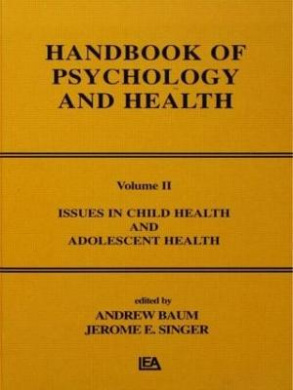 HANDBOOK OF
PSYCHOLOGY
AND HEALTH
Volume II
ISSUES IN CHILD HEALTH
AND
ADOLESCENT HEALTH
edited by
ANDREW BAUM
JEROME E. SINGER
LEA